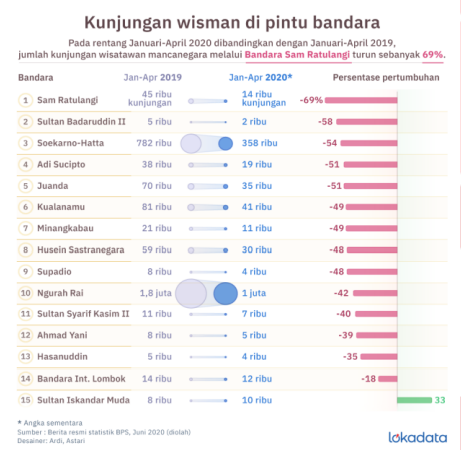 Kunjungan wisman di pintu bandara
Pada rentang Januari-April 2020 dibandingkan dengan Januari-April 2019,
jumlah kunjungan wisatawan mancanegara melalui Bandara Sam Ratulangi turun sebanyak 69%.
Bandara Jan-Apr 2019 Jan-Apr 2020* Persentase pertumbuhan
1 Sam Ratulangi 45 ribu kunjungan 14 ribu kunjungan -69%
2 Sultan Badaruddin II 5 ribu 2 ribu -58
3 Soekarno-Hatta 782 ribu 358 ribu -54
4 Adi Sucipto 38 ribu 19 ribu -51
5 Juanda 70 ribu 35 ribu -51
6 Kualanamu 81 ribu 41 ribu -49
7 Minangkabau 21 ribu 11 ribu -49
8 Husein Sastranegara 59 ribu 30 ribu -48
9 Supadio 8 ribu 4 ribu -48
10 Ngurah Rai 1,8 juta 1 juta -42
11 Sultan Syarif Kasim II 11 ribu 7 ribu -40
12 Ahmad Yani 8 ribu 5 ribu -39
13 Hasanuddin 5 ribu 4 ribu -35
14 Bandara Int. Lombok 14 ribu 12 ribu -18
15 Sultan Iskandar Muda 8 ribu 10 ribu 33
* Angka sementara
Sumber : Berita resmi statistik BPS, Juni 2020 (diolah)
Desainer: Ardi, Astari
lokadata